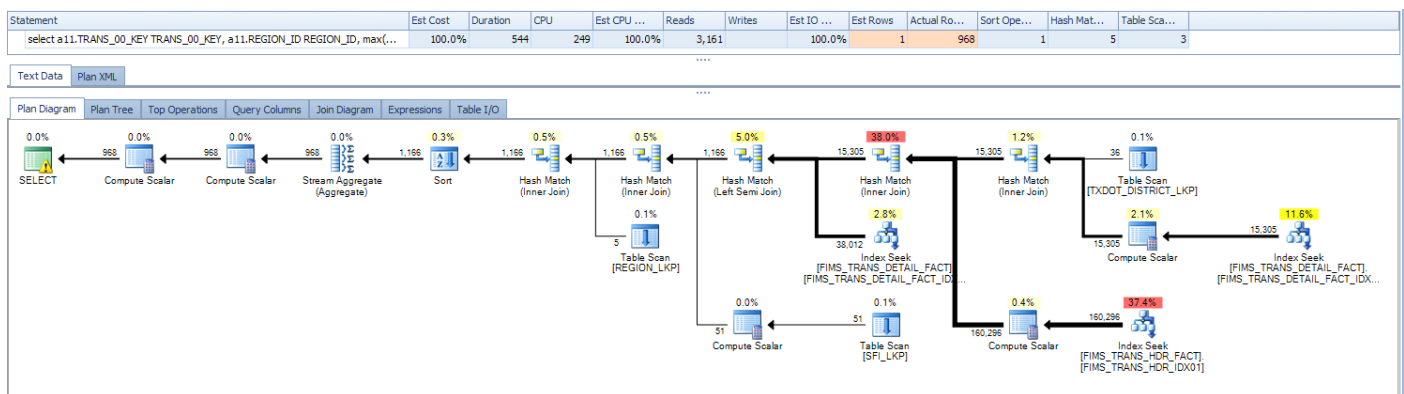 Statement Est Cost Duration CPU Est CPU ... Reads Writes Est IO ... Est Rows Actual Ro... Sort Ope... Hash Mat... Table Sca...
select a11.TRANS_00_KEY TRANS_00_KEY, a11.REGION_ID REGION_ID, max(... 100.0% 544 249 100.0% 3,161 100.0% 1 968 1 5 3
Text Data Plan XML
Plan Diagram Plan Tree Top Operations Query Columns Join Diagram Expressions Table I/O
0.0% 0.0% 0.0% 0.0% 0.3% 0.5% 0.5% 5.0% 38.0% 1.2% 0.1%
968 968 968 1,166 1,166 1,166 1,166 15,305 15,305 36
SELECT Compute Scalar Compute Scalar Stream Aggregate Sort Hash Match Hash Match Hash Match Hash Match Hash Match Table Scan
(Aggregate) (Inner Join) (Inner Join) (Left Semi Join) (Inner Join) (Inner Join) [TXDOT_DISTRICT_LKP]
0.1% 2.8% 2.1% 11.6%
5 38,012 15,305 15,305
Table Scan Index Seek Compute Scalar Index Seek
[REGION_LKP] [FIMS_TRANS_DETAIL_FACT]. [FIMS_TRANS_DETAIL_FACT].
[FIMS_TRANS_DETAIL_FACT_IDX... [FIMS_TRANS_DETAIL_FACT_IDX...
0.0% 0.1% 0.4% 37.4%
51 51 160,296 160,296
Compute Scalar Table Scan Compute Scalar Index Seek
[SFI_LKP] [FIMS_TRANS_HDR_FACT].
[FIMS_TRANS_HDR_IDX01]